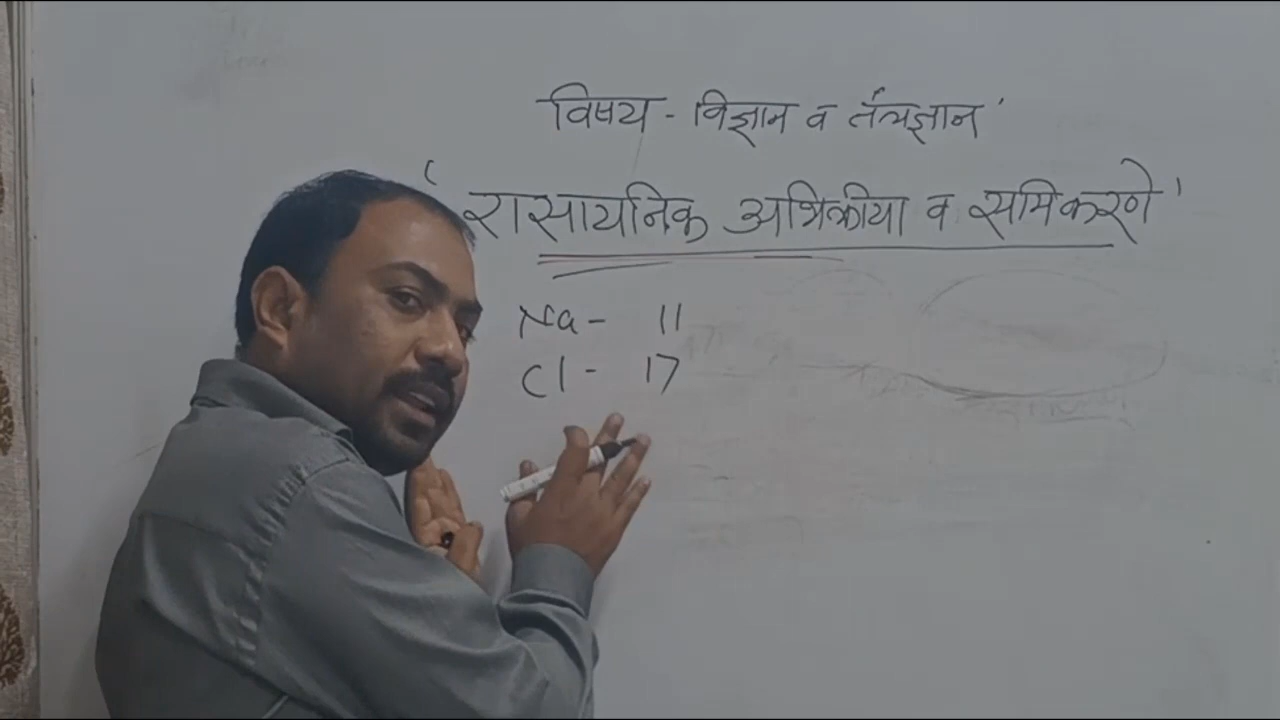 विषय - विज्ञान व तंत्रज्ञान'
'रासायनिक अभिक्रीया व समिकरणे'
Na - 11
Cl - 17